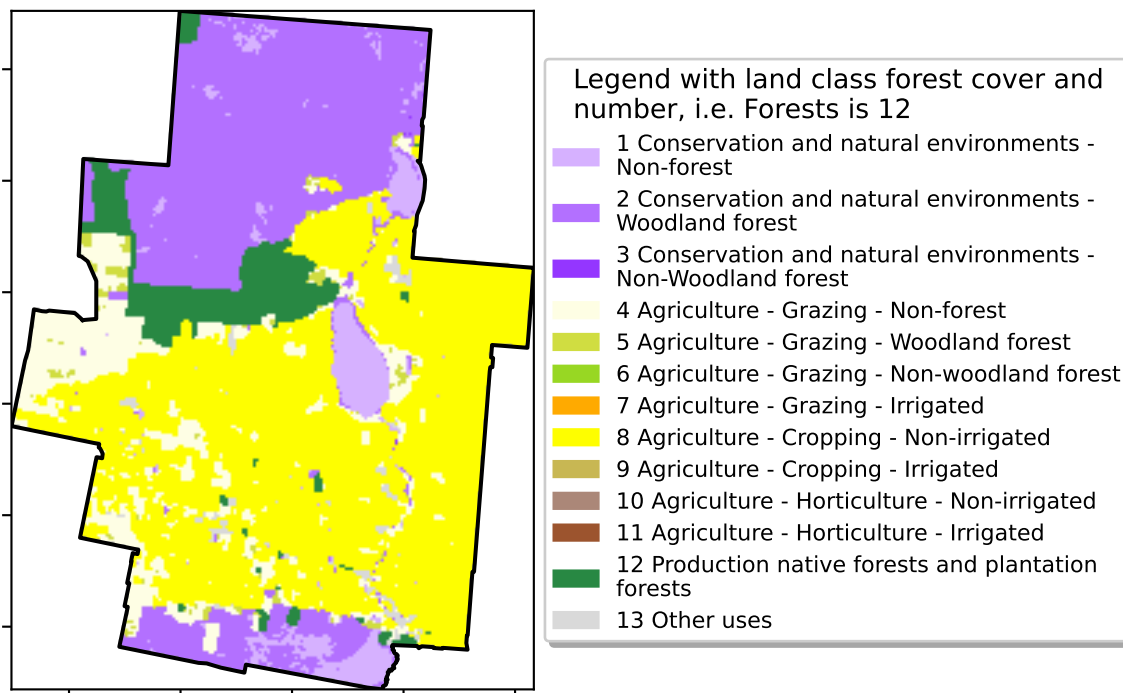 Legend with land class forest cover and
number, i.e. Forests is 12
1 Conservation and natural environments -
Non-forest
2 Conservation and natural environments -
Woodland forest
3 Conservation and natural environments -
Non-Woodland forest
4 Agriculture - Grazing - Non-forest
5 Agriculture - Grazing - Woodland forest
6 Agriculture - Grazing - Non-woodland forest
7 Agriculture - Grazing - Irrigated
8 Agriculture - Cropping - Non-irrigated
9 Agriculture - Cropping - Irrigated
10 Agriculture - Horticulture - Non-irrigated
11 Agriculture - Horticulture - Irrigated
12 Production native forests and plantation
forests
13 Other uses